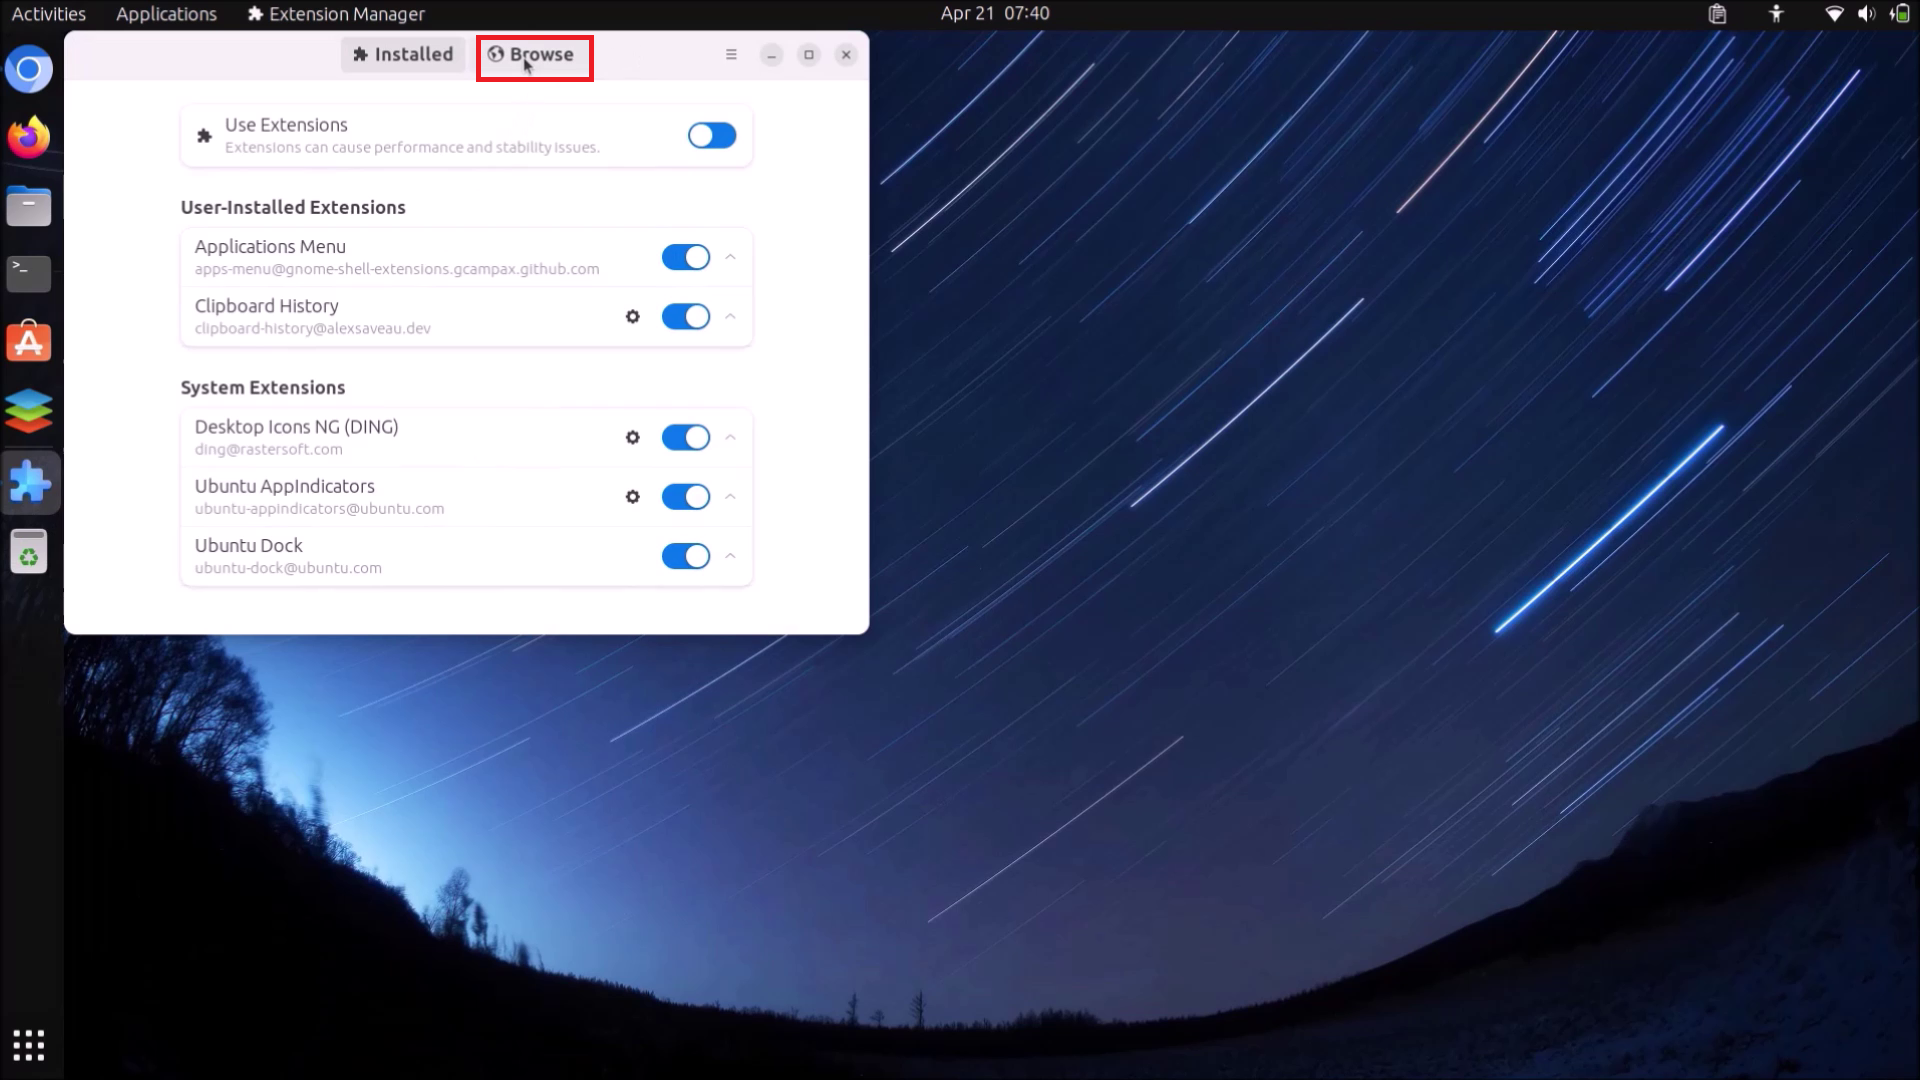 Activities Applications Extension Manager Apr 21 07:40
Installed Browse
Use Extensions
Extensions can cause performance and stability issues.
User-Installed Extensions
Applications Menu
apps-menu@gnome-shell-extensions.gcampax.github.com
Clipboard History
clipboard-history@alexsaveau.dev
System Extensions
Desktop Icons NG (DING)
ding@rastersoft.com
Ubuntu AppIndicators
ubuntu-appindicators@ubuntu.com
Ubuntu Dock
ubuntu-dock@ubuntu.com